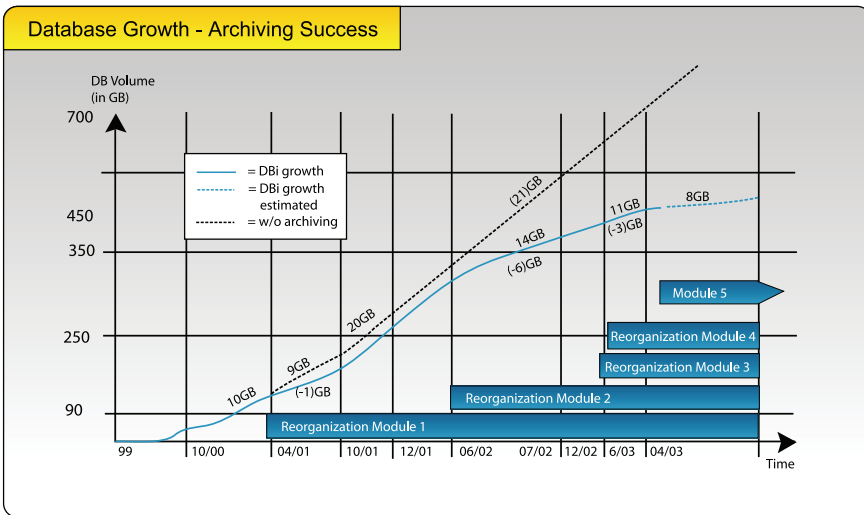 Database Growth - Archiving Success
DB Volume
(in GB)
700
450
350
250
90
= DBi growth
= DBi growth
estimated
= w/o archiving
10GB
9GB
(-1)GB
20GB
(21)GB
14GB
(-6)GB
11GB
(-3)GB
8GB
Module 5
Reorganization Module 4
Reorganization Module 3
Reorganization Module 2
Reorganization Module 1
99
10/00
04/01
10/01
12/01
06/02
07/02
12/02
6/03
04/03
Time